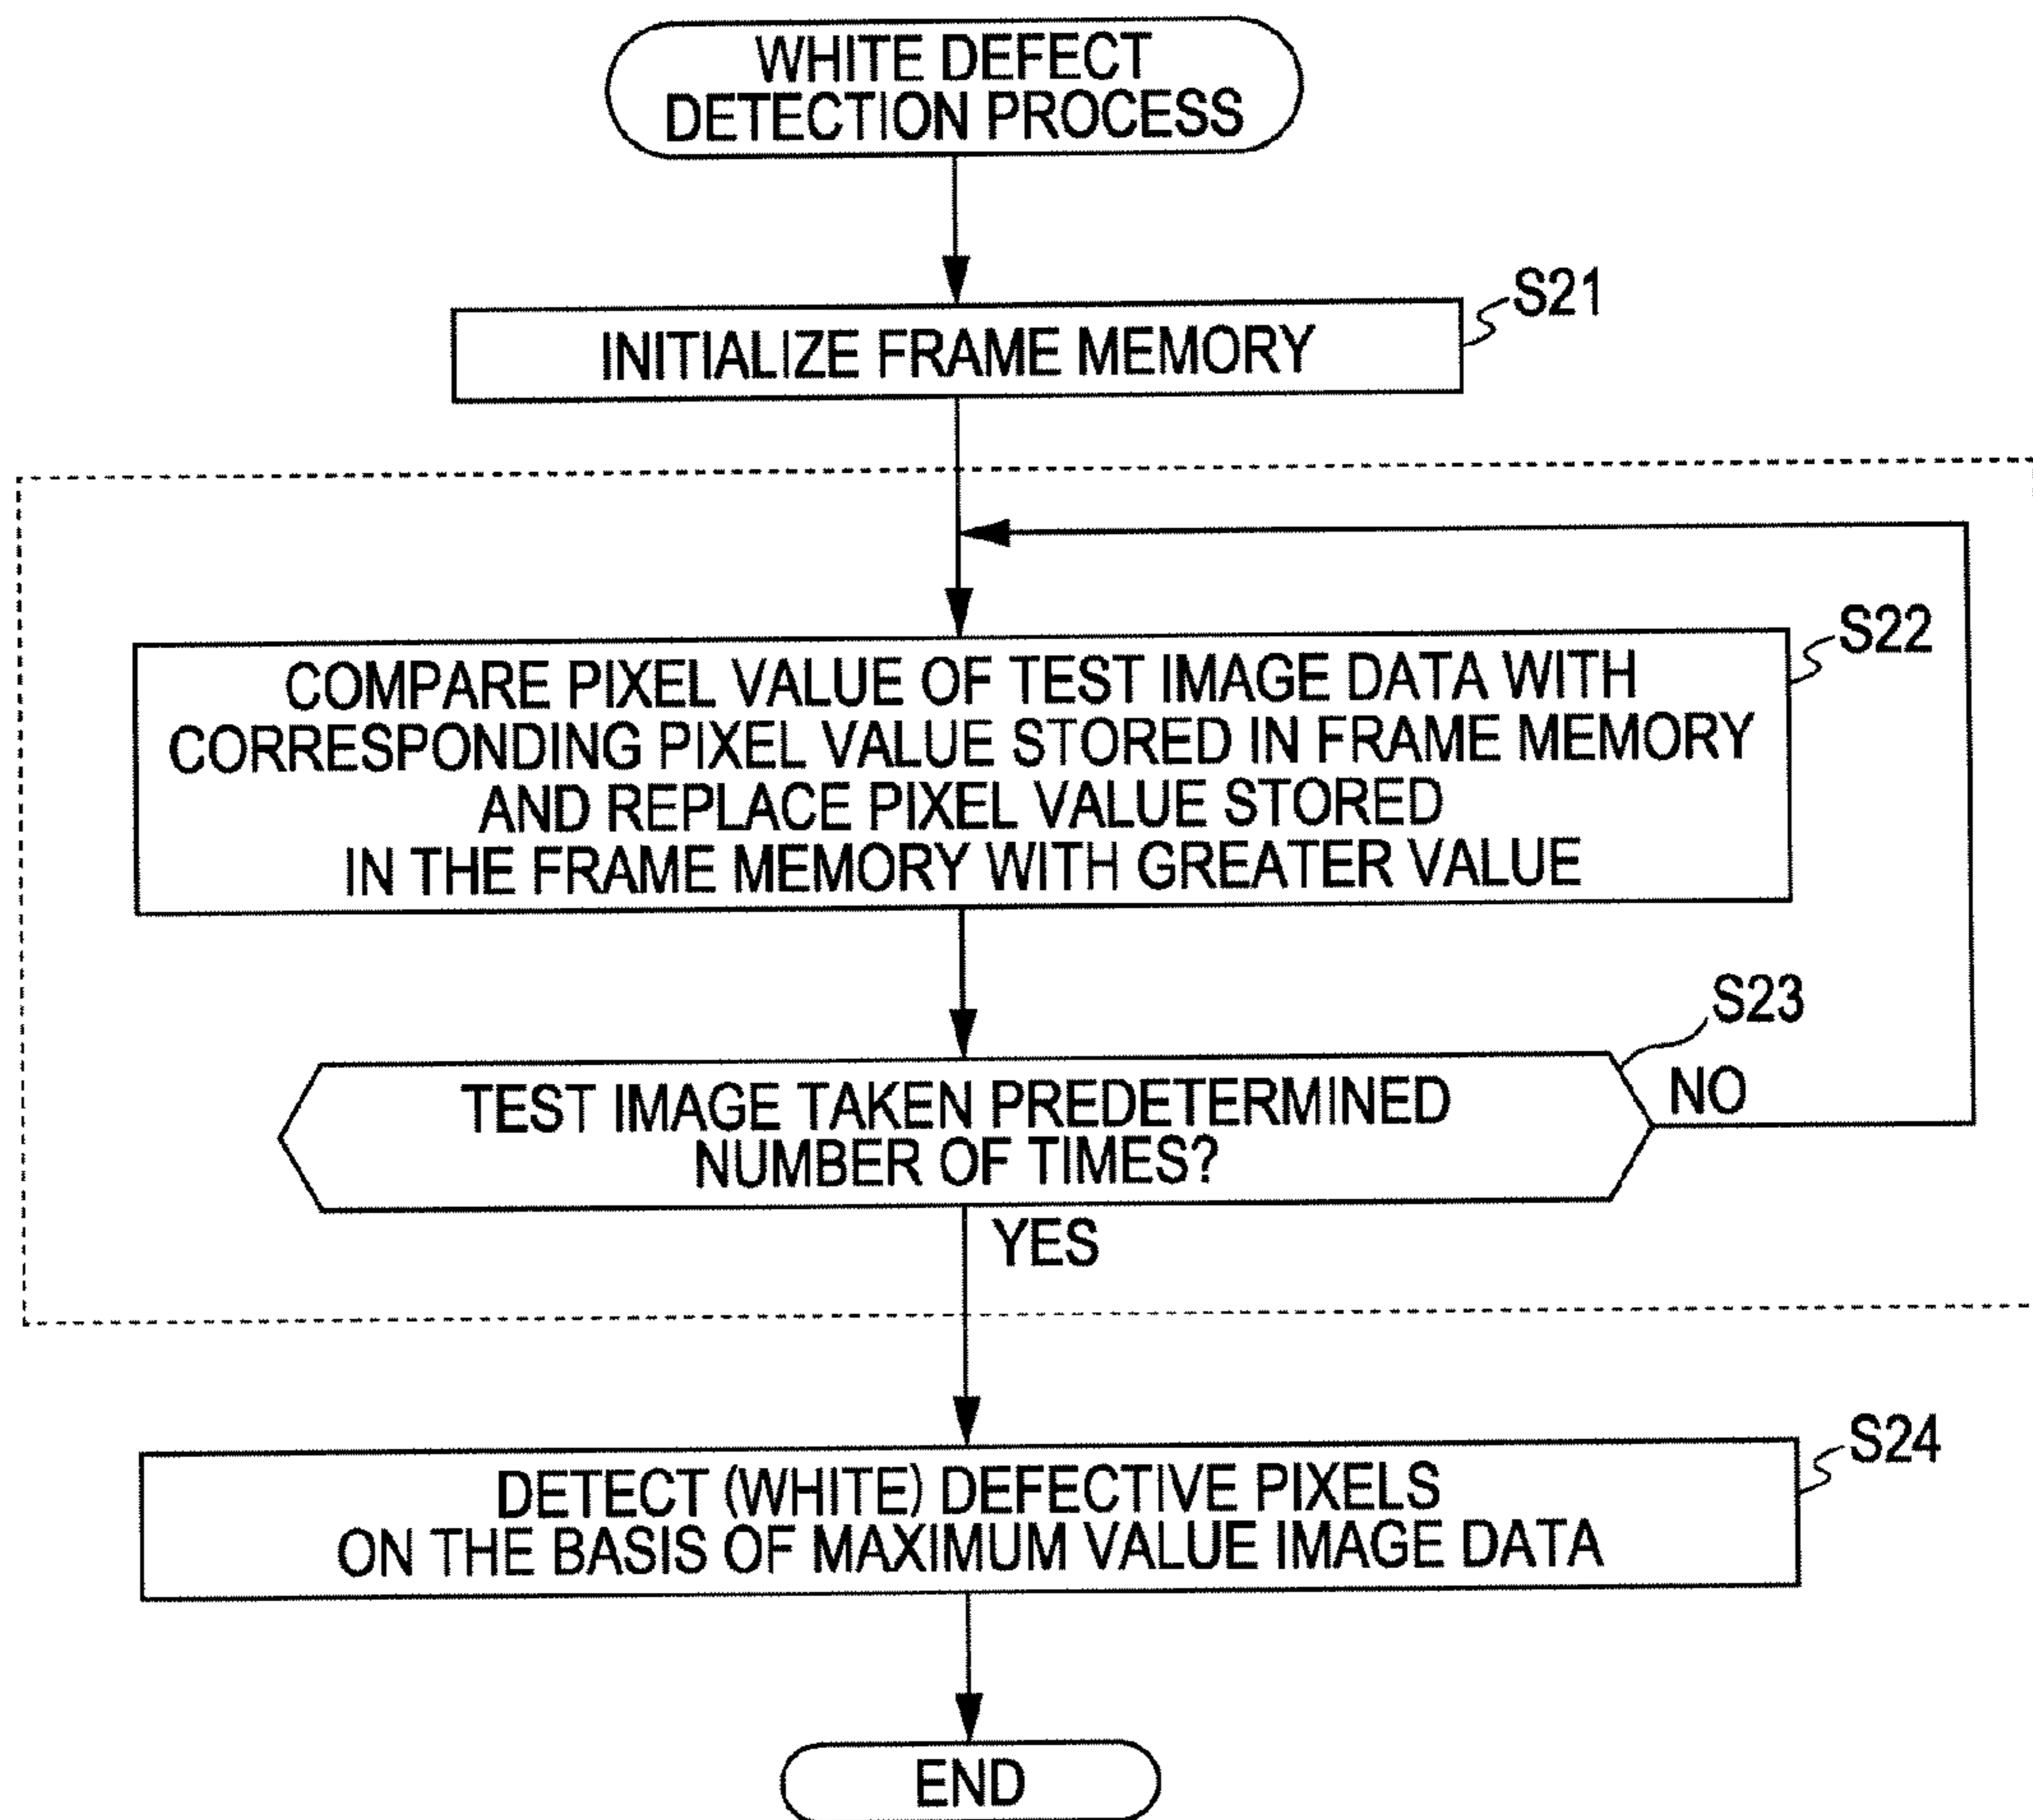 WHITE DEFECT
DETECTION PROCESS
S21
INITIALIZE FRAME MEMORY
S22
COMPARE PIXEL VALUE OF TEST IMAGE DATA WITH
CORRESPONDING PIXEL VALUE STORED IN FRAME MEMORY
AND REPLACE PIXEL VALUE STORED
IN THE FRAME MEMORY WITH GREATER VALUE
S23
TEST IMAGE TAKEN PREDETERMINED
NUMBER OF TIMES?
NO
YES
S24
DETECT (WHITE) DEFECTIVE PIXELS
ON THE BASIS OF MAXIMUM VALUE IMAGE DATA
END